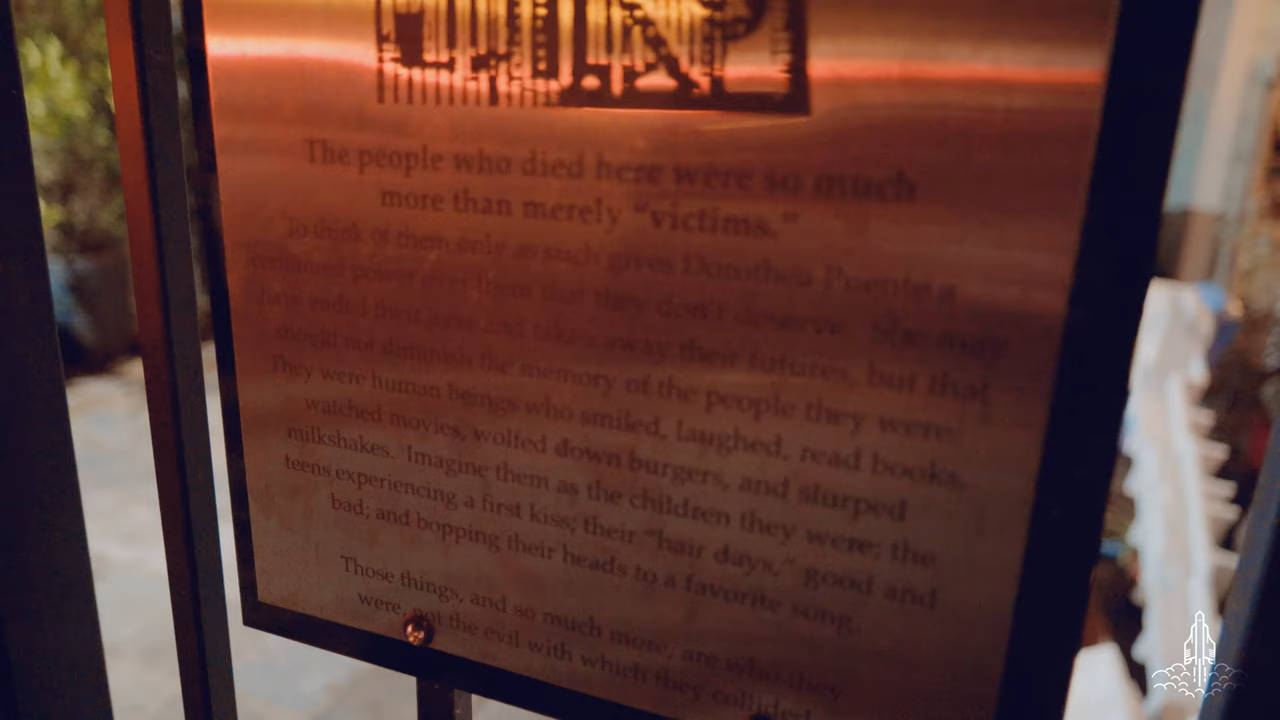 The people who died here were so much
more than merely "victims."
To think of them only as such gives Dorothea Puente a
continued power over them that they don't deserve. She may
have ended their lives and taken away their futures, but that
should not diminish the memory of the people they were.
They were human beings who smiled, laughed, read books,
watched movies, wolfed down burgers, and slurped
milkshakes. Imagine them as the children they were; the
teens experiencing a first kiss; their "hair days," good and
bad; and bopping their heads to a favorite song.
Those things, and so much more, are who they
were, not the evil with which they collided